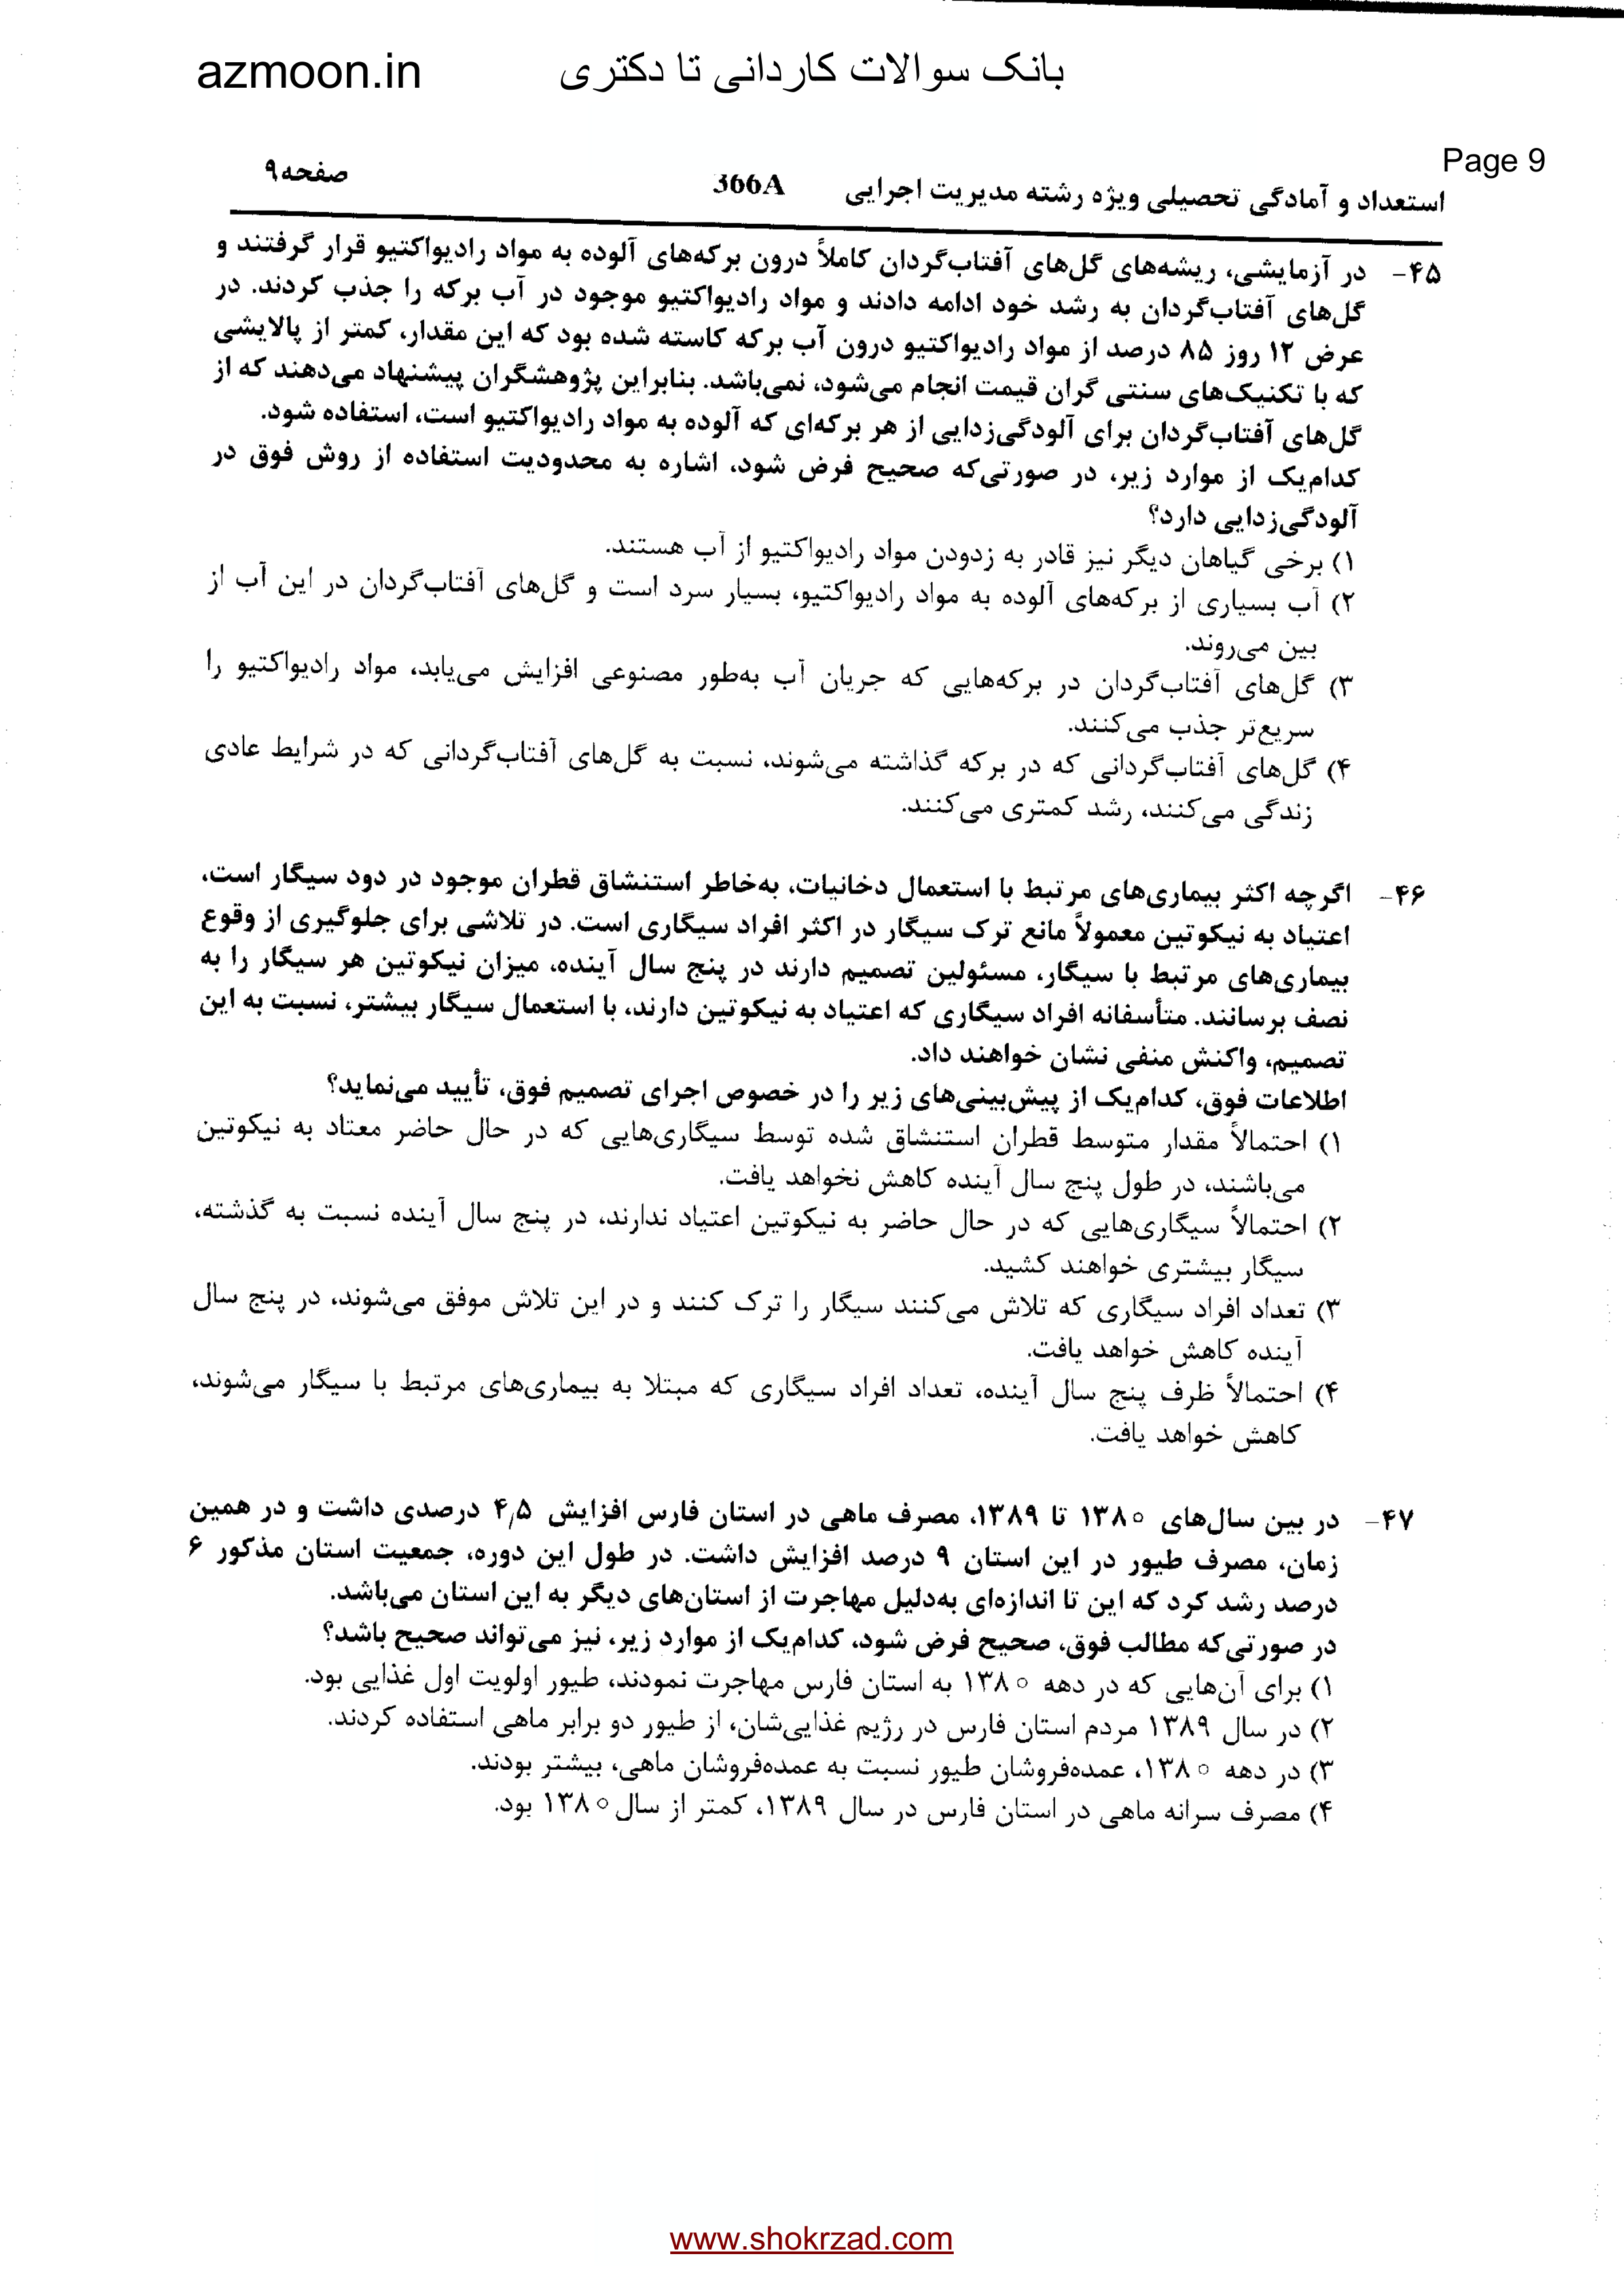 azmoon.in بانک سوالات کاردانی تا دکتری
Page 9
استعداد و آمادگی تحصیلی ویژه رشته مدیریت اجرایی 366A صفحه۹
۴۵- در آزمایشی، ریشه‌های گل‌های آفتاب‌گردان کاملاً درون برکه‌های آلوده به مواد رادیواکتیو قرار گرفتند و
گل‌های آفتاب‌گردان به رشد خود ادامه دادند و مواد رادیواکتیو موجود در آب برکه را جذب کردند. در
عرض ۱۲ روز ۸۵ درصد از مواد رادیواکتیو درون آب برکه کاسته شده بود که این مقدار، کمتر از پالایشی
که با تکنیک‌های سنتی گران قیمت انجام می‌شود، نمی‌باشد. بنابراین پژوهشگران پیشنهاد می‌دهند که از
گل‌های آفتاب‌گردان برای آلودگی‌زدایی از هر برکه‌ای که آلوده به مواد رادیواکتیو است، استفاده شود.
کدام‌یک از موارد زیر، در صورتی‌که صحیح فرض شود، اشاره به محدودیت استفاده از روش فوق در
آلودگی‌زدایی دارد؟
۱) برخی گیاهان دیگر نیز قادر به زدودن مواد رادیواکتیو از آب هستند.
۲) آب بسیاری از برکه‌های آلوده به مواد رادیواکتیو، بسیار سرد است و گل‌های آفتاب‌گردان در این آب از
بین می‌روند.
۳) گل‌های آفتاب‌گردان در برکه‌هایی که جریان آب به‌طور مصنوعی افزایش می‌یابد، مواد رادیواکتیو را
سریع‌تر جذب می‌کنند.
۴) گل‌های آفتاب‌گردانی که در برکه گذاشته می‌شوند، نسبت به گل‌های آفتاب‌گردانی که در شرایط عادی
زندگی می‌کنند، رشد کمتری می‌کنند.
۴۶- اگرچه اکثر بیماری‌های مرتبط با استعمال دخانیات، به‌خاطر استنشاق قطران موجود در دود سیگار است،
اعتیاد به نیکوتین معمولاً مانع ترک سیگار در اکثر افراد سیگاری است. در تلاشی برای جلوگیری از وقوع
بیماری‌های مرتبط با سیگار، مسئولین تصمیم دارند در پنج سال آینده، میزان نیکوتین هر سیگار را به
نصف برسانند. متأسفانه افراد سیگاری که اعتیاد به نیکوتین دارند، با استعمال سیگار بیشتر، نسبت به این
تصمیم، واکنش منفی نشان خواهند داد.
اطلاعات فوق، کدام‌یک از پیش‌بینی‌های زیر را در خصوص اجرای تصمیم فوق، تأیید می‌نماید؟
۱) احتمالاً مقدار متوسط قطران استنشاق شده توسط سیگاری‌هایی که در حال حاضر معتاد به نیکوتین
می‌باشند، در طول پنج سال آینده کاهش نخواهد یافت.
۲) احتمالاً سیگاری‌هایی که در حال حاضر به نیکوتین اعتیاد ندارند، در پنج سال آینده نسبت به گذشته،
سیگار بیشتری خواهند کشید.
۳) تعداد افراد سیگاری که تلاش می‌کنند سیگار را ترک کنند و در این تلاش موفق می‌شوند، در پنج سال
آینده کاهش خواهد یافت.
۴) احتمالاً ظرف پنج سال آینده، تعداد افراد سیگاری که مبتلا به بیماری‌های مرتبط با سیگار می‌شوند،
کاهش خواهد یافت.
۴۷- در بین سال‌های ۱۳۸۰ تا ۱۳۸۹، مصرف ماهی در استان فارس افزایش ۴٫۵ درصدی داشت و در همین
زمان، مصرف طیور در این استان ۹ درصد افزایش داشت. در طول این دوره، جمعیت استان مذکور ۶
درصد رشد کرد که این تا اندازه‌ای به‌دلیل مهاجرت از استان‌های دیگر به این استان می‌باشد.
در صورتی‌که مطالب فوق، صحیح فرض شود، کدام‌یک از موارد زیر، نیز می‌تواند صحیح باشد؟
۱) برای آن‌هایی که در دهه ۱۳۸۰ به استان فارس مهاجرت نمودند، طیور اولویت اول غذایی بود.
۲) در سال ۱۳۸۹ مردم استان فارس در رژیم غذایی‌شان، از طیور دو برابر ماهی استفاده کردند.
۳) در دهه ۱۳۸۰، عمده‌فروشان طیور نسبت به عمده‌فروشان ماهی، بیشتر بودند.
۴) مصرف سرانه ماهی در استان فارس در سال ۱۳۸۹، کمتر از سال ۱۳۸۰ بود.
www.shokrzad.com